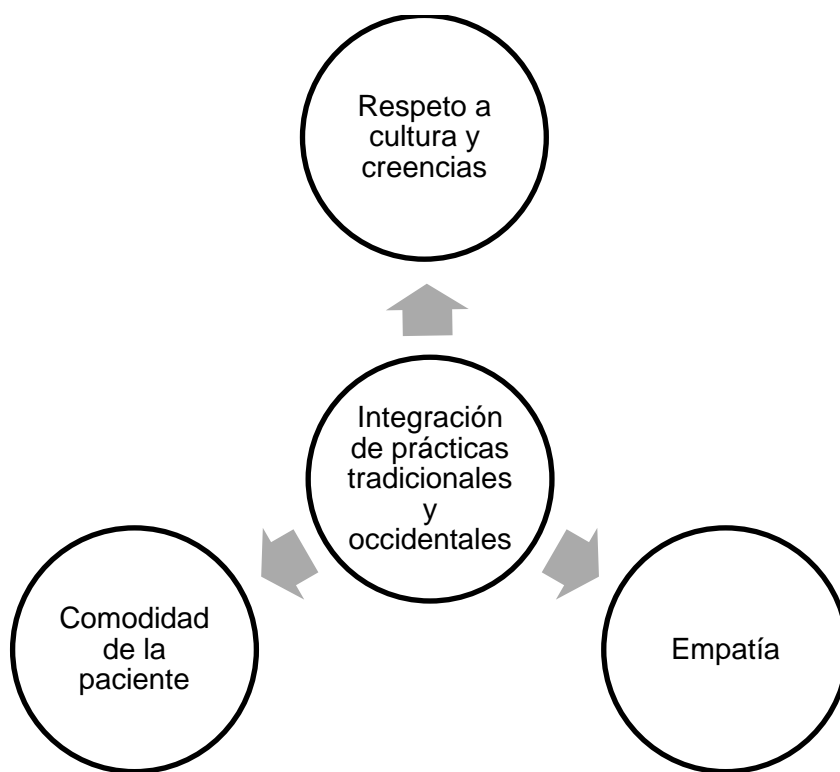 Respeto a
cultura y
creencias
Integración
de prácticas
tradicionales
y
occidentales
Comodidad
de la
paciente
Empatía